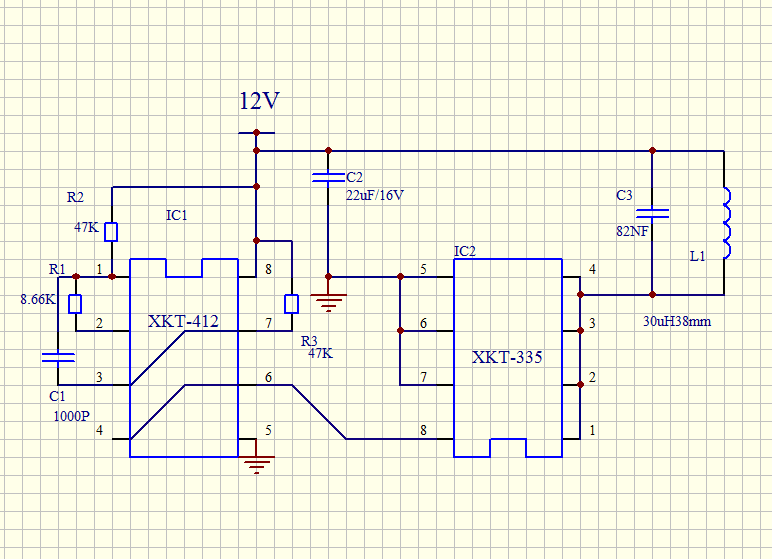 12V
C2
22uF/16V
R2
47K
IC1
C3
82NF
L1
30uH38mm
IC2
R1
8.66K
1
8
2
7
3
6
4
5
XKT-412
R3
47K
C1
1000P
5
4
6
3
7
2
8
1
XKT-335